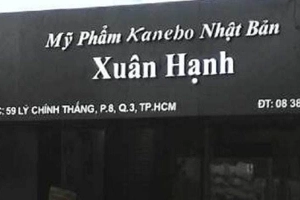 Mỹ Phẩm Kanebo Nhật Bản
Xuân Hạnh
C: 59 LÝ CHÍNH THẮNG, P.8, Q.3, TP.HCM
ĐT: 08 38